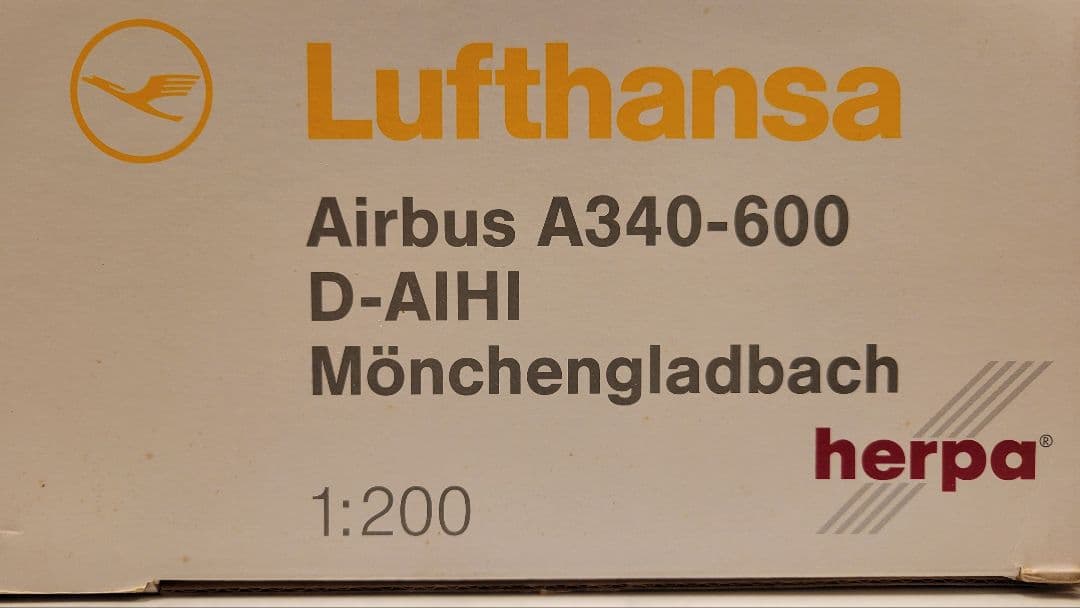 Lufthansa
Airbus A340-600
D-AIHI
Mönchengladbach
herpa®
1:200